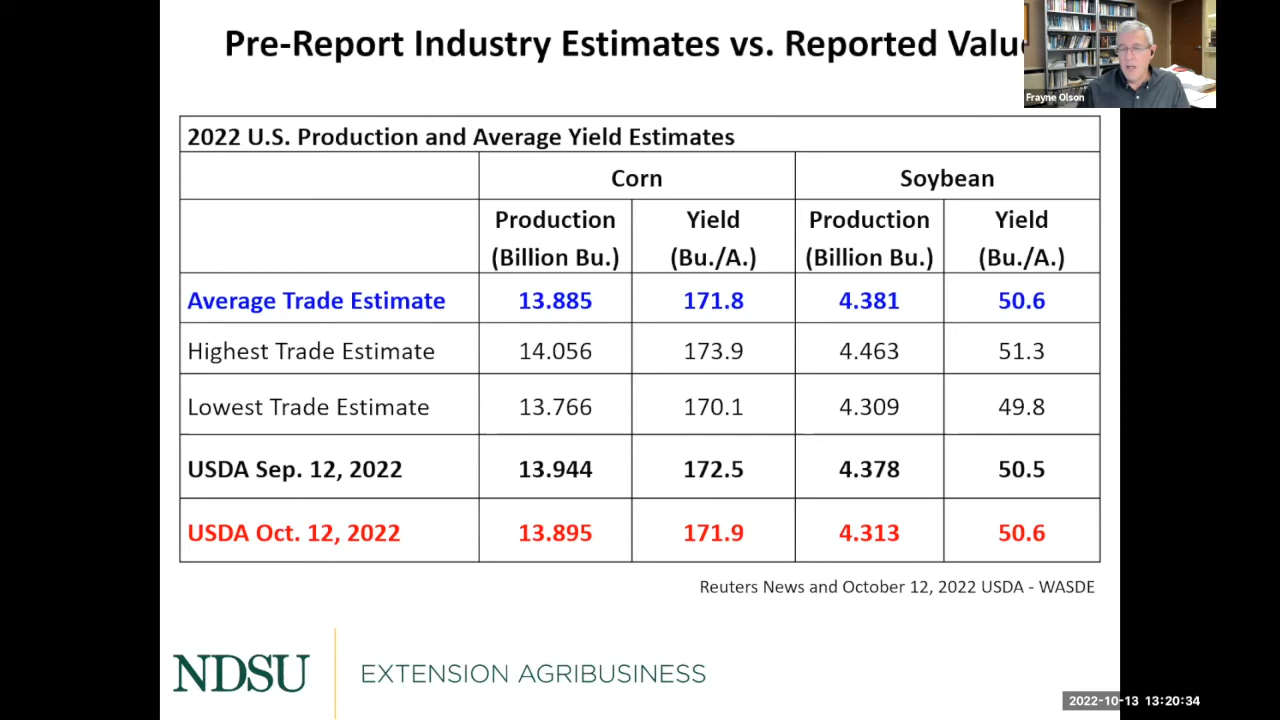 Pre-Report Industry Estimates vs. Reported Valu
Frayne Olson
2022 U.S. Production and Average Yield Estimates
Corn Soybean
Production Yield Production Yield
(Billion Bu.) (Bu./A.) (Billion Bu.) (Bu./A.)
Average Trade Estimate 13.885 171.8 4.381 50.6
Highest Trade Estimate 14.056 173.9 4.463 51.3
Lowest Trade Estimate 13.766 170.1 4.309 49.8
USDA Sep. 12, 2022 13.944 172.5 4.378 50.5
USDA Oct. 12, 2022 13.895 171.9 4.313 50.6
Reuters News and October 12, 2022 USDA - WASDE
NDSU EXTENSION AGRIBUSINESS
2022-10-13 13:20:34